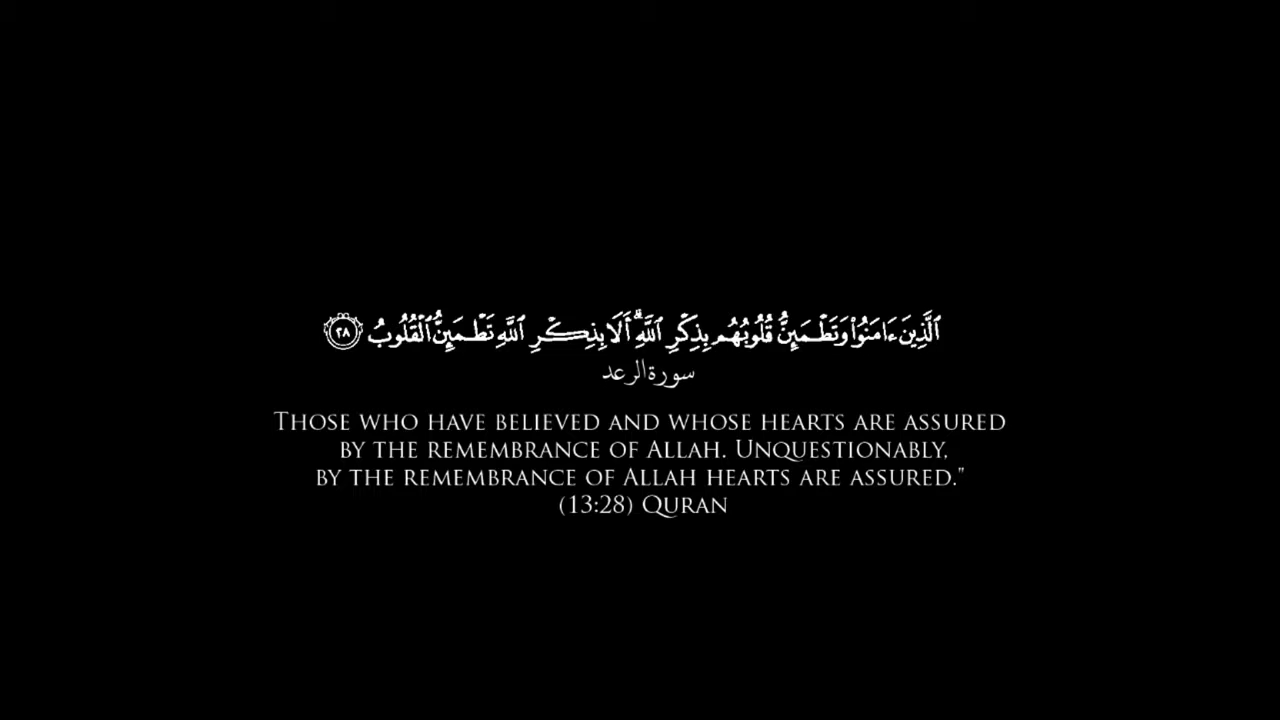 ٱلَّذِينَ ءَامَنُوا۟ وَتَطْمَئِنُّ قُلُوبُهُم بِذِكْرِ ٱللَّهِ ۗ أَلَا بِذِكْرِ ٱللَّهِ تَطْمَئِنُّ ٱلْقُلُوبُ ٢٨
سورة الرعد
THOSE WHO HAVE BELIEVED AND WHOSE HEARTS ARE ASSURED
BY THE REMEMBRANCE OF ALLAH. UNQUESTIONABLY,
BY THE REMEMBRANCE OF ALLAH HEARTS ARE ASSURED."
(13:28) QURAN